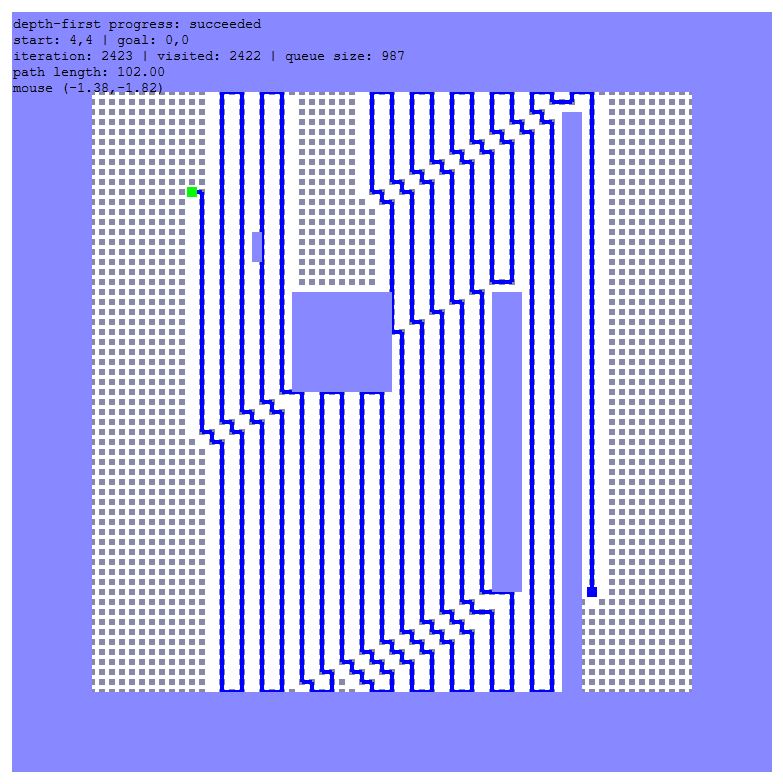 depth-first progress: succeeded
start: 4,4 | goal: 0,0
iteration: 2423 | visited: 2422 | queue size: 987
path length: 102.00
mouse (-1.38,-1.82)